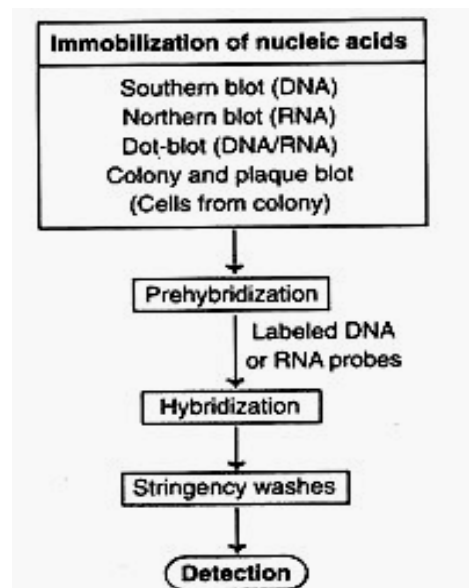 Immobilization of nucleic acids
Southern blot (DNA)
Northern blot (RNA)
Dot-blot (DNA/RNA)
Colony and plaque blot
(Cells from colony)
Prehybridization
Labeled DNA
or RNA probes
Hybridization
Stringency washes
Detection